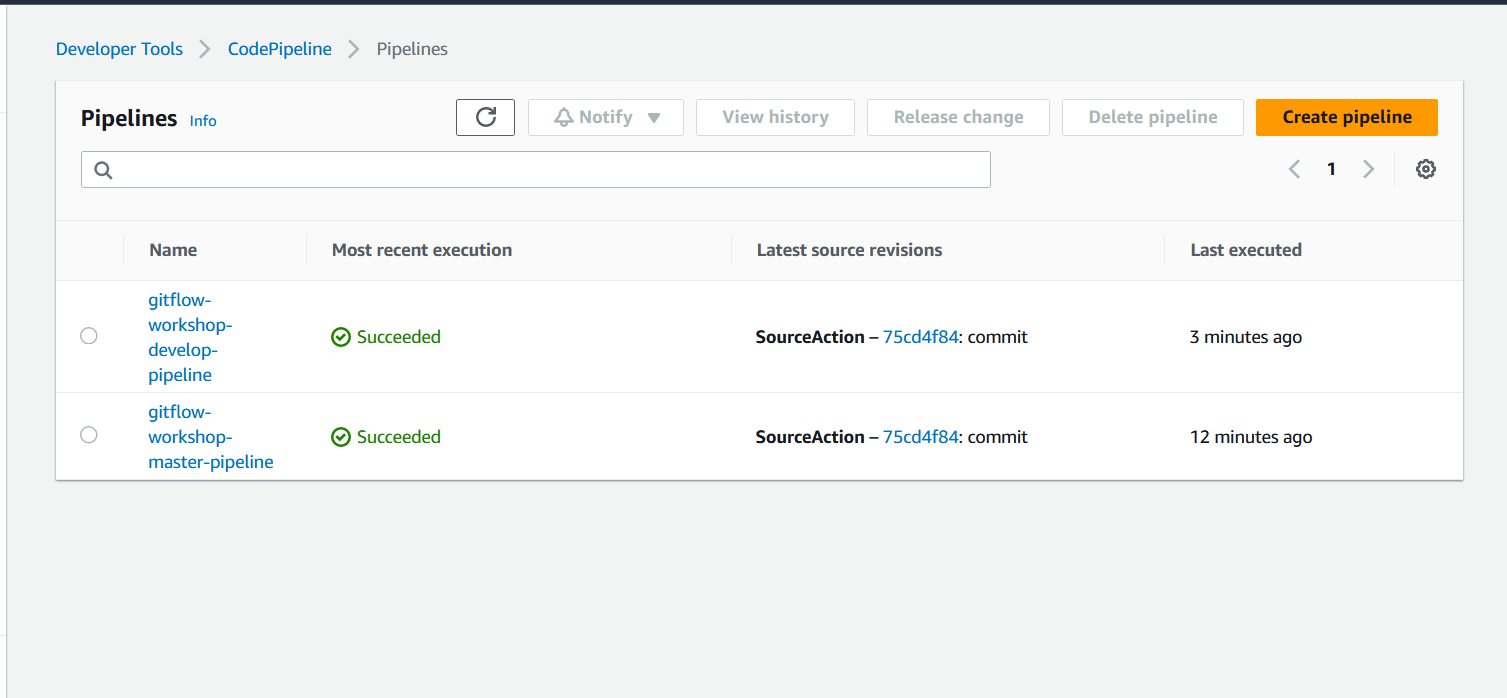 Developer Tools > CodePipeline > Pipelines
Pipelines Info
Notify View history Release change Delete pipeline Create pipeline
1
Name Most recent execution Latest source revisions Last executed
gitflow-
workshop-
develop-
pipeline
Succeeded SourceAction – 75cd4f84: commit 3 minutes ago
gitflow-
workshop-
master-pipeline
Succeeded SourceAction – 75cd4f84: commit 12 minutes ago